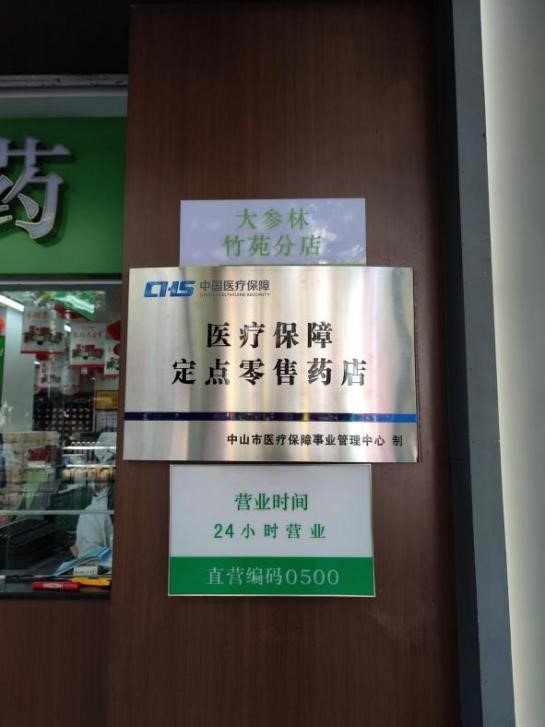 药
大参林
竹苑分店
CHS 中国医疗保障
CHINA HEALTHCARE SECURITY
医疗保障
定点零售药店
中山市医疗保障事业管理中心 制
营业时间
24小时营业
直营编码0500